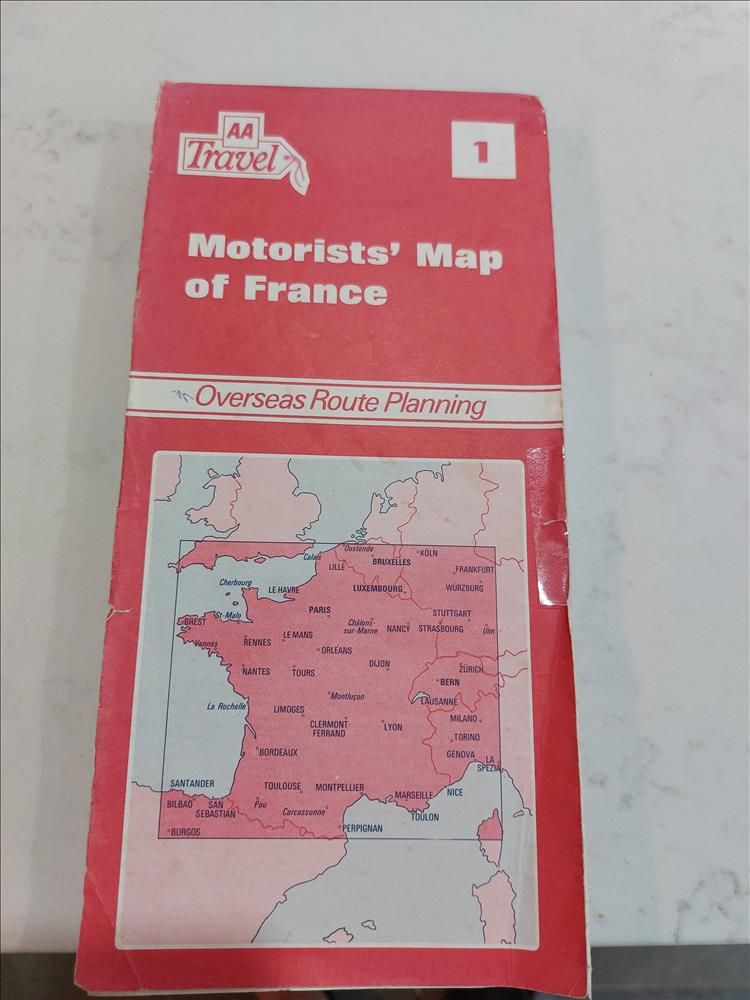 AA
Travel
1
Motorists' Map
of France
Overseas Route Planning
Oostende
KÖLN
Calais
BRUXELLES
LILLE
FRANKFURT
Cherbourg
LE HAVRE
LUXEMBOURG
WÜRZBURG
PARIS
STUTTGART
St-Malo
BREST
Châlons-
sur-Marne
NANCY
STRASBOURG
Ulm
LE MANS
Vannes
RENNES
ORLEANS
DIJON
ZÜRICH
NANTES
TOURS
BERN
Montluçon
LAUSANNE
La Rochelle
LIMOGES
MILANO
CLERMONT-
FERRAND
LYON
TORINO
BORDEAUX
GENOVA
LA
SPEZIA
SANTANDER
TOULOUSE
MONTPELLIER
NICE
MARSEILLE
BILBAO
SAN
SEBASTIAN
Pau
Carcassonne
TOULON
BURGOS
PERPIGNAN